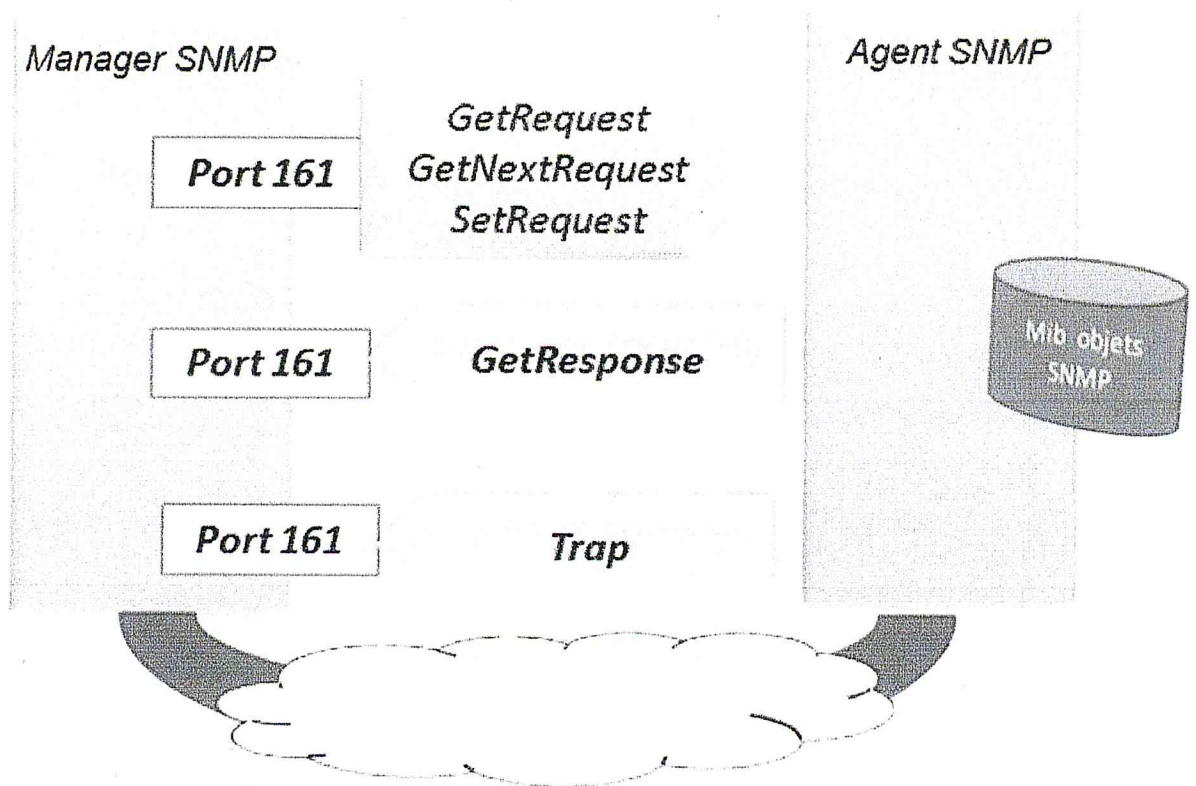 Manager SNMP
Agent SNMP
GetRequest
Port 161
GetNextRequest
SetRequest
Mib objets
SNMP
Port 161
GetResponse
Port 161
Trap